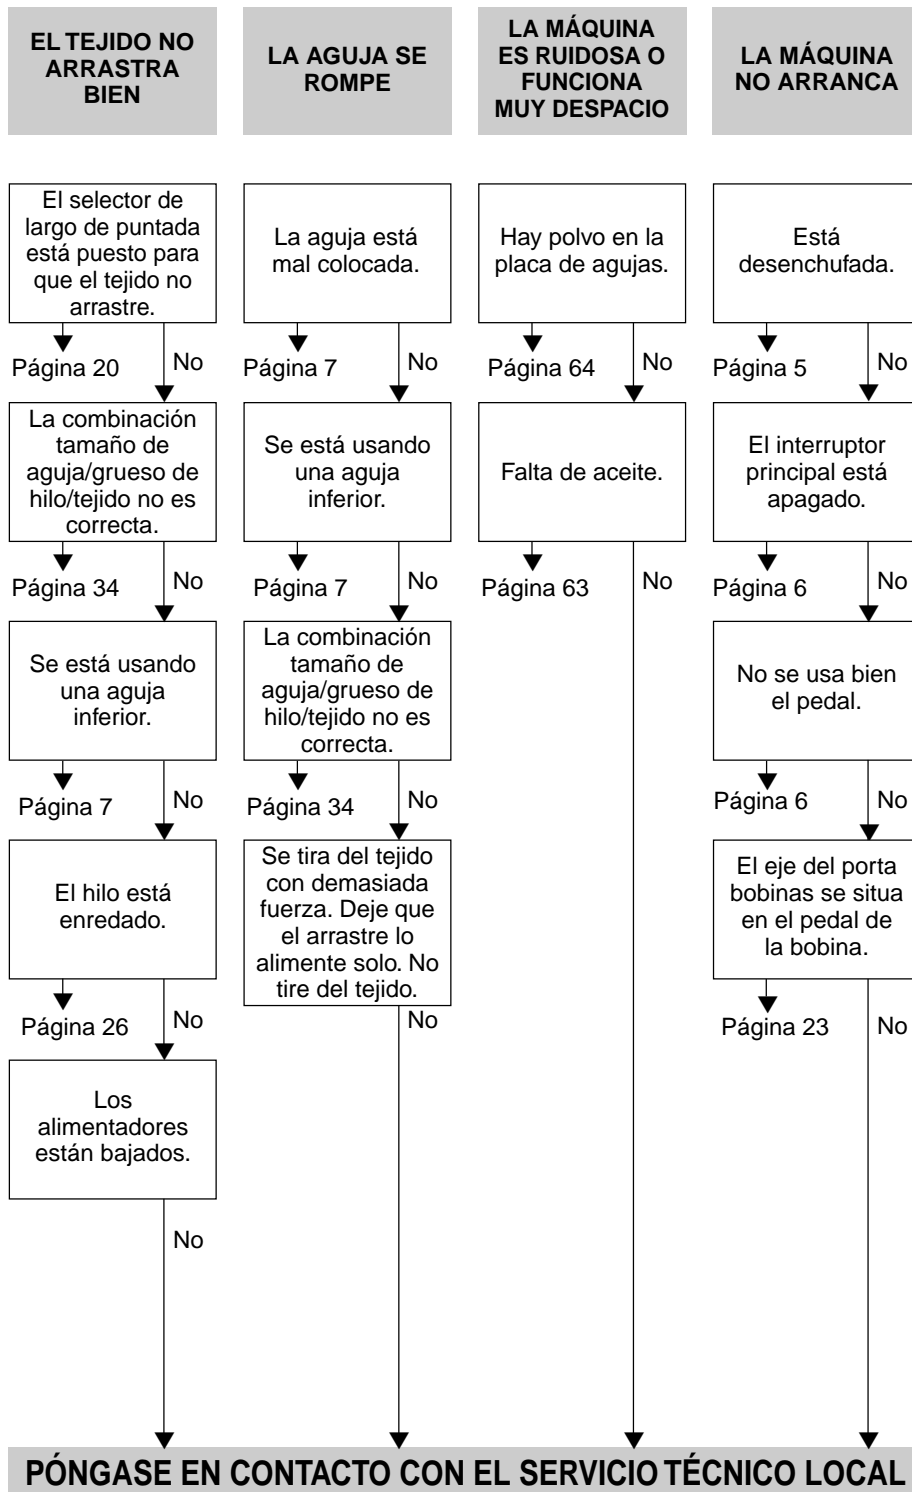 EL TEJIDO NO
ARRASTRA
BIEN
El selector de
largo de puntada
está puesto para
que el tejido no
arrastre.
Página 20
No
La combinación
tamaño de
aguja/grueso de
hilo/tejido no es
correcta.
Página 34
No
Se está usando
una aguja
inferior.
Página 7
No
El hilo está
enredado.
Página 26
No
Los
alimentadores
están bajados.
No
LA AGUJA SE
ROMPE
La aguja está
mal colocada.
Página 7
No
Se está usando
una aguja
inferior.
Página 7
No
La combinación
tamaño de
aguja/grueso de
hilo/tejido no es
correcta.
Página 34
No
Se tira del tejido
con demasiada
fuerza. Deje que
el arrastre lo
alimente solo. No
tire del tejido.
No
LA MÁQUINA
ES RUIDOSA O
FUNCIONA
MUY DESPACIO
Hay polvo en la
placa de agujas.
Página 64
No
Falta de aceite.
Página 63
No
LA MÁQUINA
NO ARRANCA
Está
desenchufada.
Página 5
No
El interruptor
principal está
apagado.
Página 6
No
No se usa bien
el pedal.
Página 6
No
El eje del porta
bobinas se situa
en el pedal de
la bobina.
Página 23
No
PÓNGASE EN CONTACTO CON EL SERVICIO TÉCNICO LOCAL